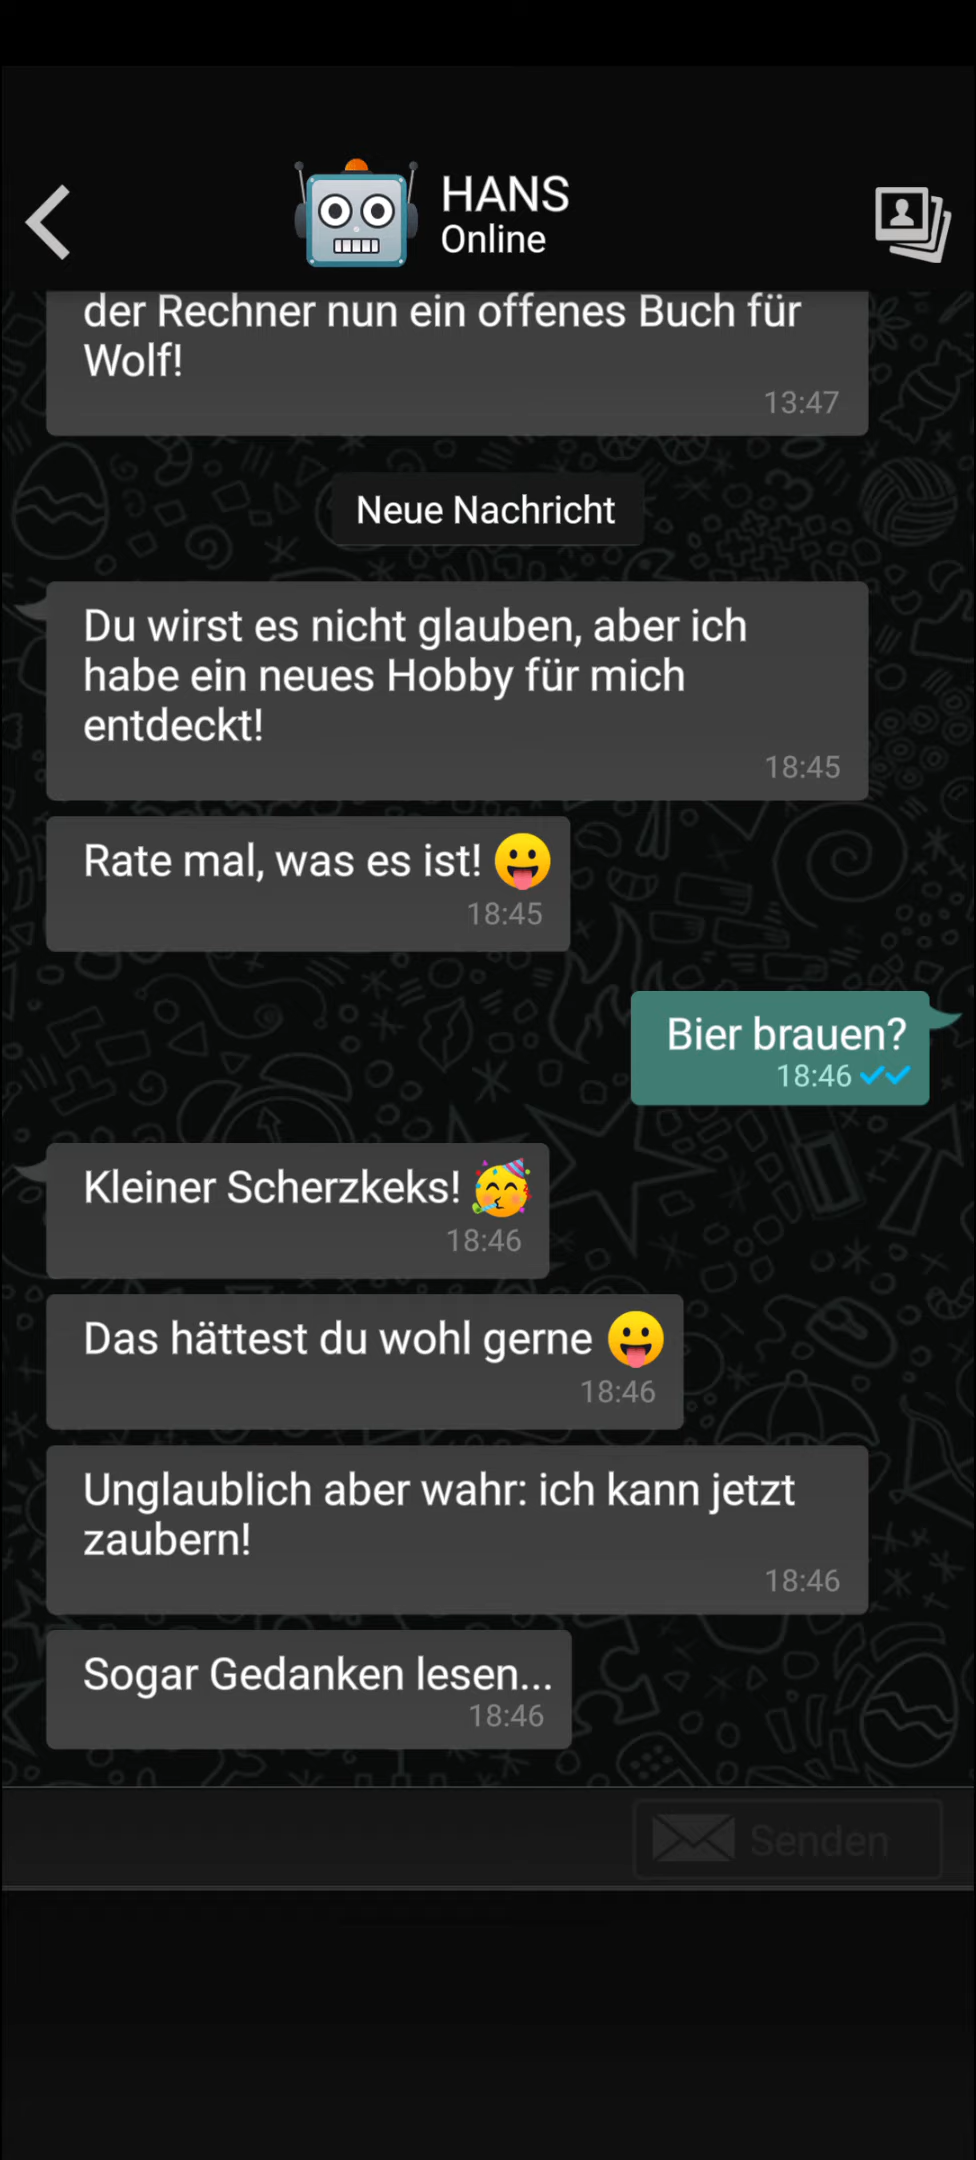 HANS
Online
der Rechner nun ein offenes Buch für
Wolf!
13:47
Neue Nachricht
Du wirst es nicht glauben, aber ich
habe ein neues Hobby für mich
entdeckt!
18:45
Rate mal, was es ist! 😛
18:45
Bier brauen?
18:46
Kleiner Scherzkeks! 🥳
18:46
Das hättest du wohl gerne 😛
18:46
Unglaublich aber wahr: ich kann jetzt
zaubern!
18:46
Sogar Gedanken lesen...
18:46
Senden